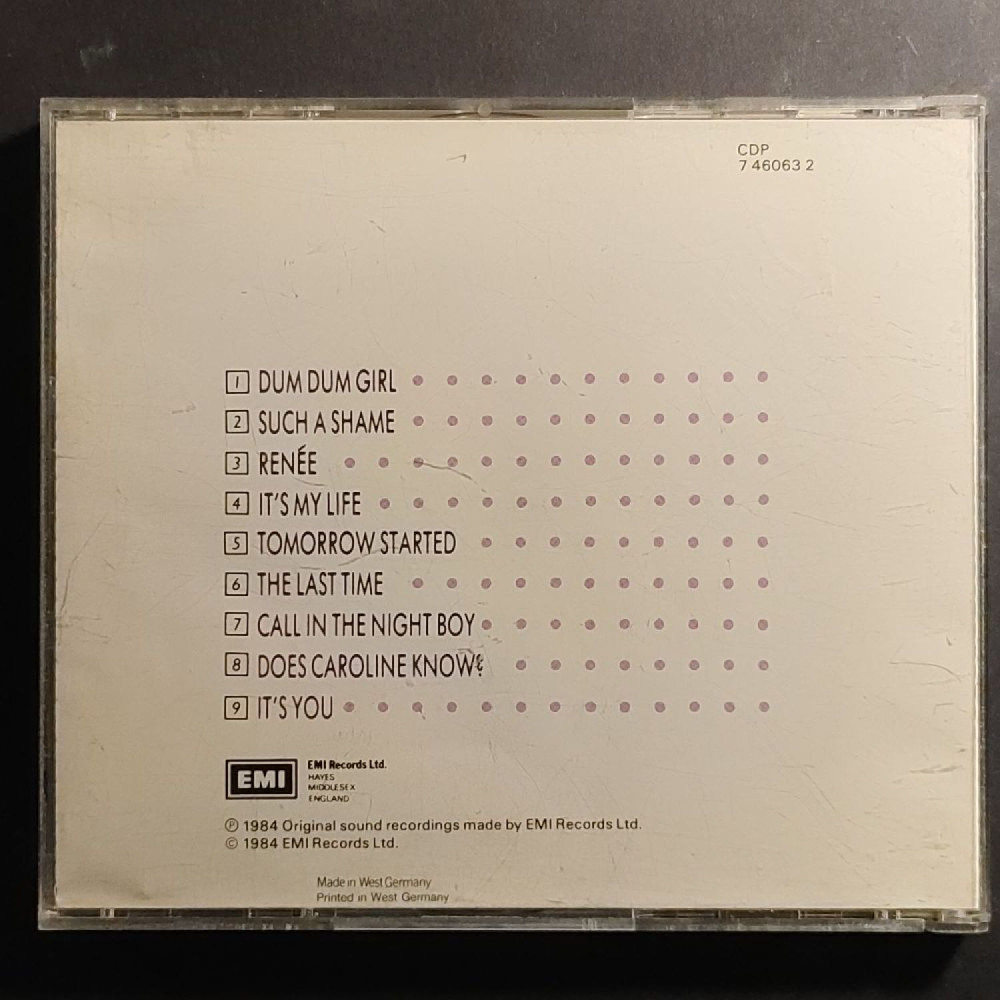 CDP
7 46063 2
1 DUM DUM GIRL
2 SUCH A SHAME
3 RENÉE
4 IT'S MY LIFE
5 TOMORROW STARTED
6 THE LAST TIME
7 CALL IN THE NIGHT BOY
8 DOES CAROLINE KNOW?
9 IT'S YOU
EMI
EMI Records Ltd.
HAYES
MIDDLESEX
ENGLAND
℗ 1984 Original sound recordings made by EMI Records Ltd.
© 1984 EMI Records Ltd.
Made in West Germany
Printed in West Germany